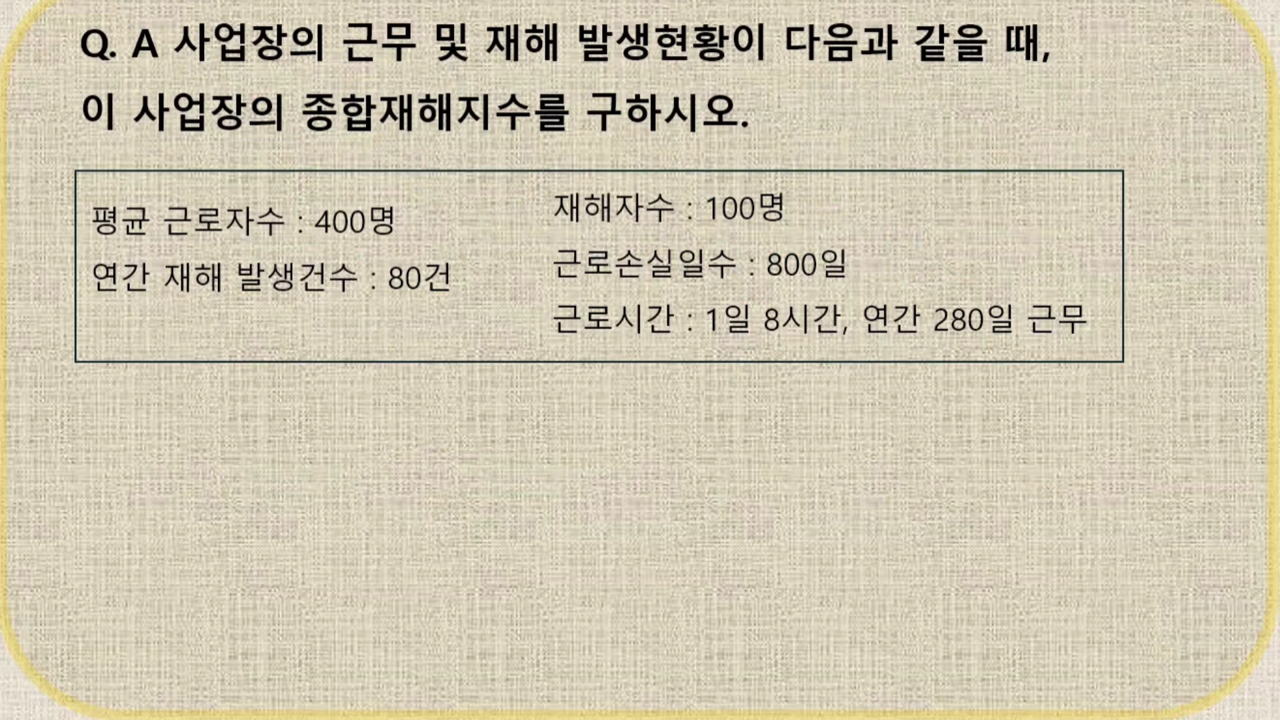 Q. A 사업장의 근무 및 재해 발생현황이 다음과 같을 때,
이 사업장의 종합재해지수를 구하시오.
평균 근로자수 : 400명
연간 재해 발생건수 : 80건
재해자수 : 100명
근로손실일수 : 800일
근로시간 : 1일 8시간, 연간 280일 근무